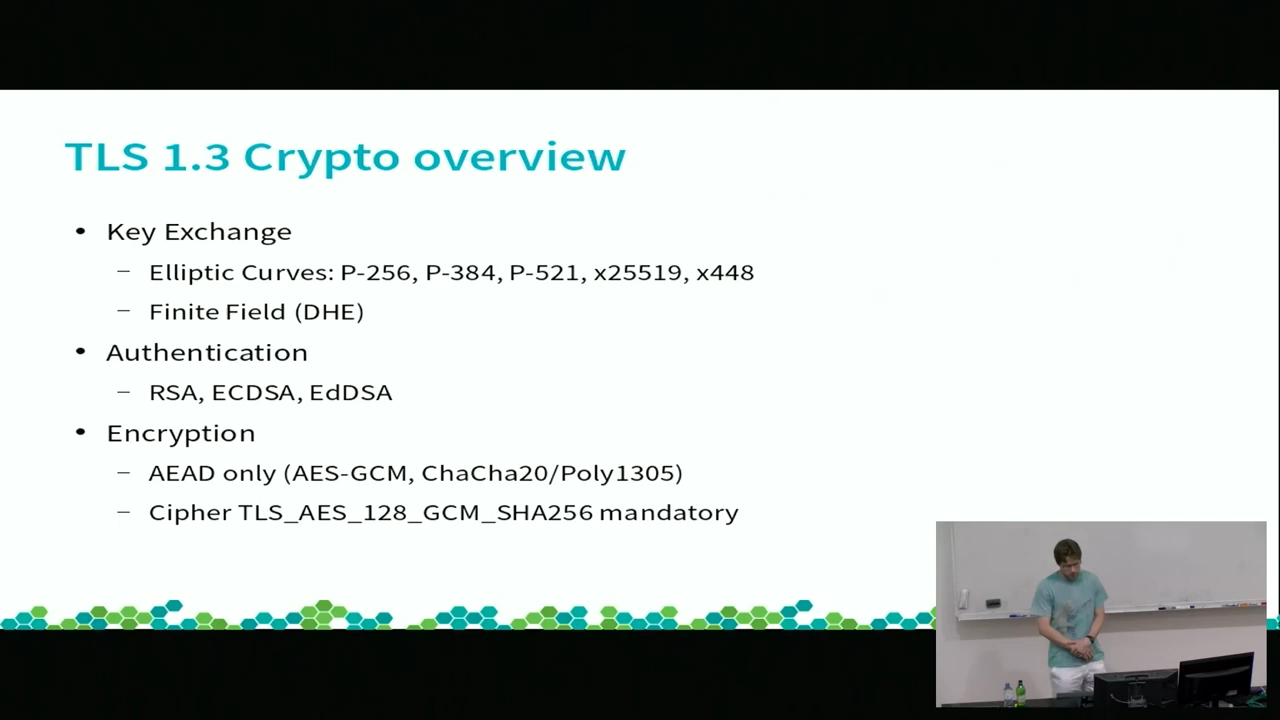 TLS 1.3 Crypto overview
• Key Exchange
– Elliptic Curves: P-256, P-384, P-521, x25519, x448
– Finite Field (DHE)
• Authentication
– RSA, ECDSA, EdDSA
• Encryption
– AEAD only (AES-GCM, ChaCha20/Poly1305)
– Cipher TLS_AES_128_GCM_SHA256 mandatory